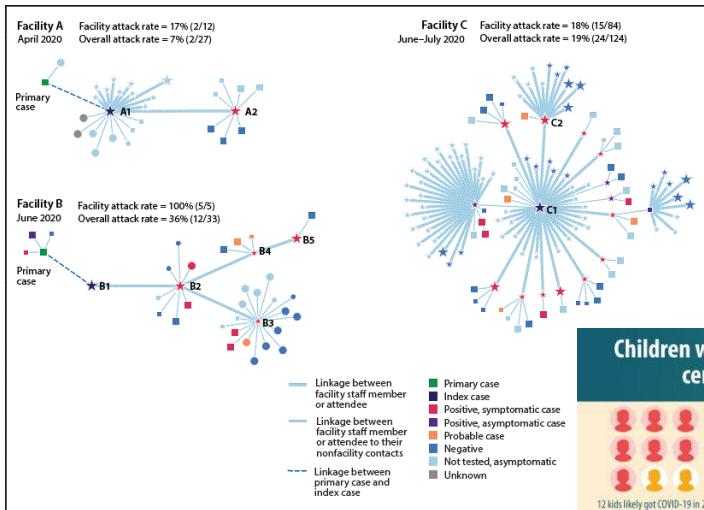 Facility A Facility attack rate = 17% (2/12)
April 2020 Overall attack rate = 7% (2/27)
Primary
case
A1
A2
Facility B Facility attack rate = 100% (5/5)
June 2020 Overall attack rate = 36% (12/33)
Primary
case
B1
B2
B3
B4
B5
Facility C Facility attack rate = 18% (15/84)
June–July 2020 Overall attack rate = 19% (24/124)
C2
C1
Linkage between
facility staff member
or attendee
Linkage between
facility staff member
or attendee to their
nonfacility contacts
Linkage between
primary case and
index case
Primary case
Index case
Positive, symptomatic case
Positive, asymptomatic case
Probable case
Negative
Not tested, asymptomatic
Unknown
Children w
cer
12 kids likely got COVID-19 in 2